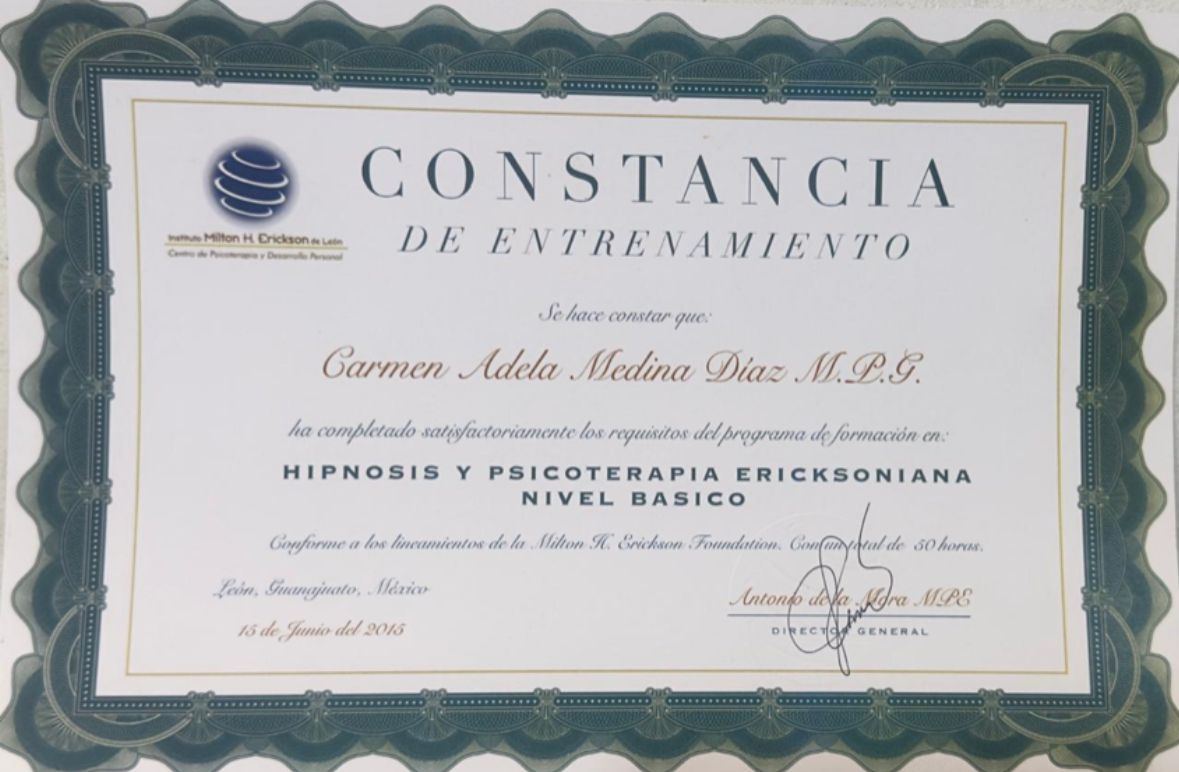 CONSTANCIA
DE ENTRENAMIENTO
Instituto Milton H. Erickson de León
Centro de Psicoterapia y Desarrollo Personal
Se hace constar que:
Carmen Adela Medina Díaz M.P.G.
ha completado satisfactoriamente los requisitos del programa de formación en:
HIPNOSIS Y PSICOTERAPIA ERICKSONIANA
NIVEL BASICO
Conforme a los lineamientos de la Milton H. Erickson Foundation. Con un total de 50 horas.
León, Guanajuato, México
15 de Junio del 2015
Antonio de la Mora MPE
DIRECTOR GENERAL